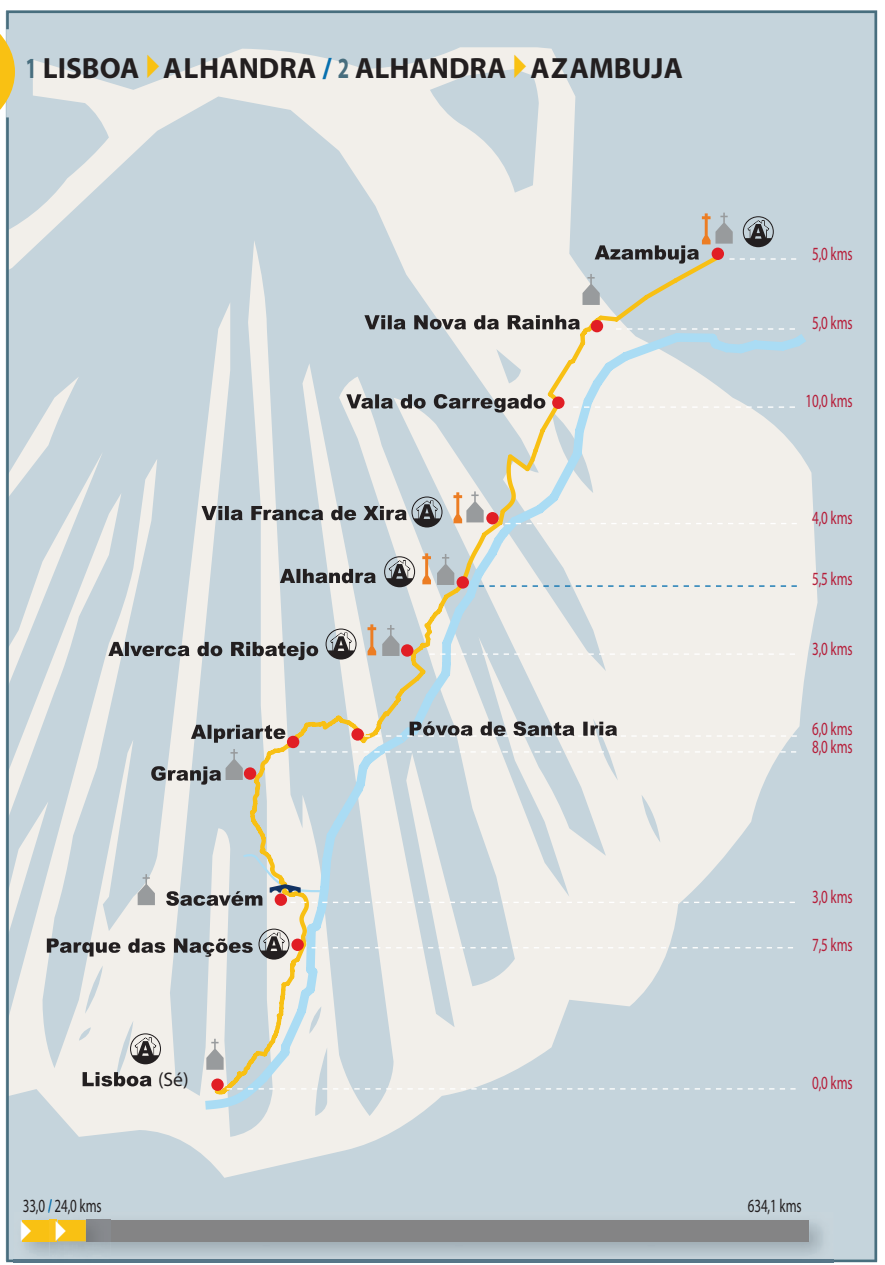 1 LISBOA ALHANDRA / 2 ALHANDRA AZAMBUJA
A
Azambuja
5,0 kms
Vila Nova da Rainha
5,0 kms
Vala do Carregado
10,0 kms
Vila Franca de Xira A
4,0 kms
Alhandra A
5,5 kms
Alverca do Ribatejo A
3,0 kms
Alpriarte
Póvoa de Santa Iria
6,0 kms
8,0 kms
Granja
Sacavém
3,0 kms
Parque das Nações A
7,5 kms
A
Lisboa (Sé)
0,0 kms
33,0 / 24,0 kms
634,1 kms